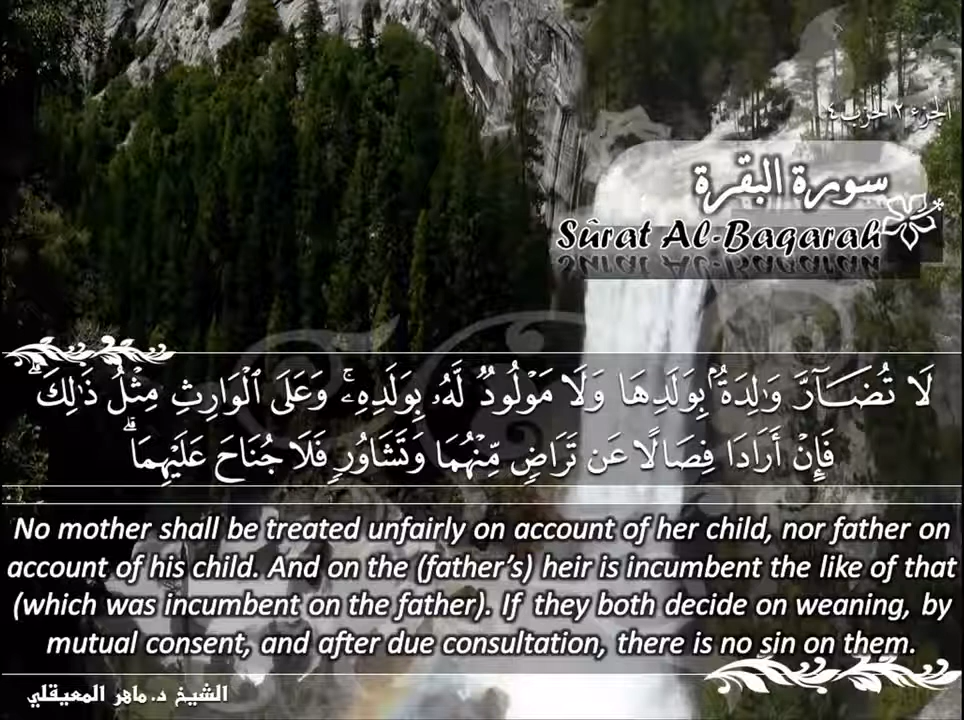 الجزء ٢ الحزب ٤
سورة البقرة
Sûrat Al-Baqarah
لَا تُضَآرَّ وَٰلِدَةٌۢ بِوَلَدِهَا وَلَا مَوْلُودٌ لَّهُۥ بِوَلَدِهِۦۚ وَعَلَى ٱلْوَارِثِ مِثْلُ ذَٰلِكَۗ
فَإِنْ أَرَادَا فِصَالًا عَن تَرَاضٍ مِّنْهُمَا وَتَشَاوُرٍ فَلَا جُنَاحَ عَلَيْهِمَاۗ
No mother shall be treated unfairly on account of her child, nor father on
account of his child. And on the (father’s) heir is incumbent the like of that
(which was incumbent on the father). If they both decide on weaning, by
mutual consent, and after due consultation, there is no sin on them.
الشيخ د. ماهر المعيقلي